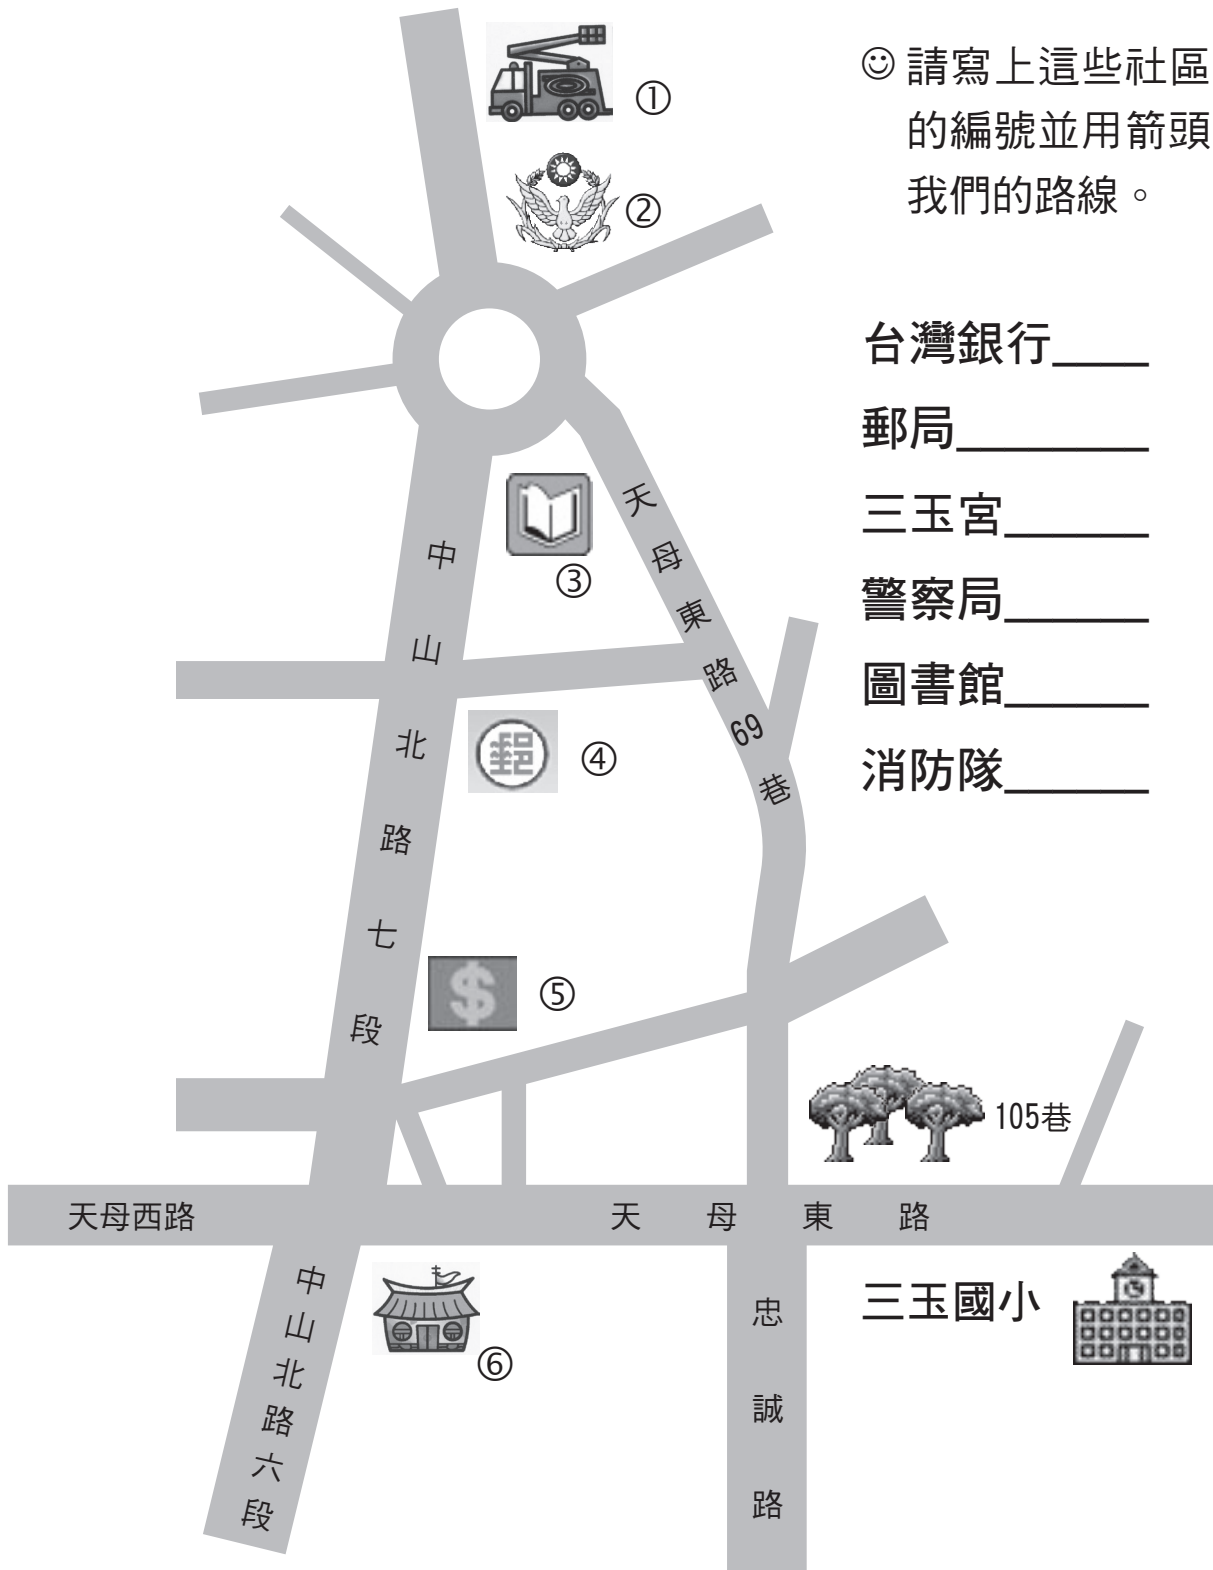 ①
☺ 請寫上這些社區
的編號並用箭頭
我們的路線。
②
台灣銀行____
郵局________
三玉宮______
警察局______
圖書館______
消防隊______
③
天母東路69巷
中山北路七段
郵
④
$
⑤
105巷
天母西路
天母東路
中山北路六段
⑥
忠誠路
三玉國小